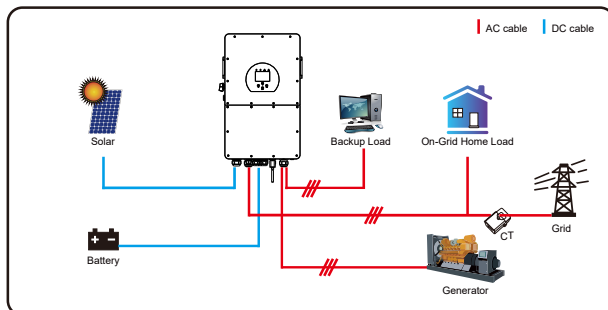 AC cable
DC cable
Solar
Backup Load
On-Grid Home Load
CT
Grid
Battery
Generator